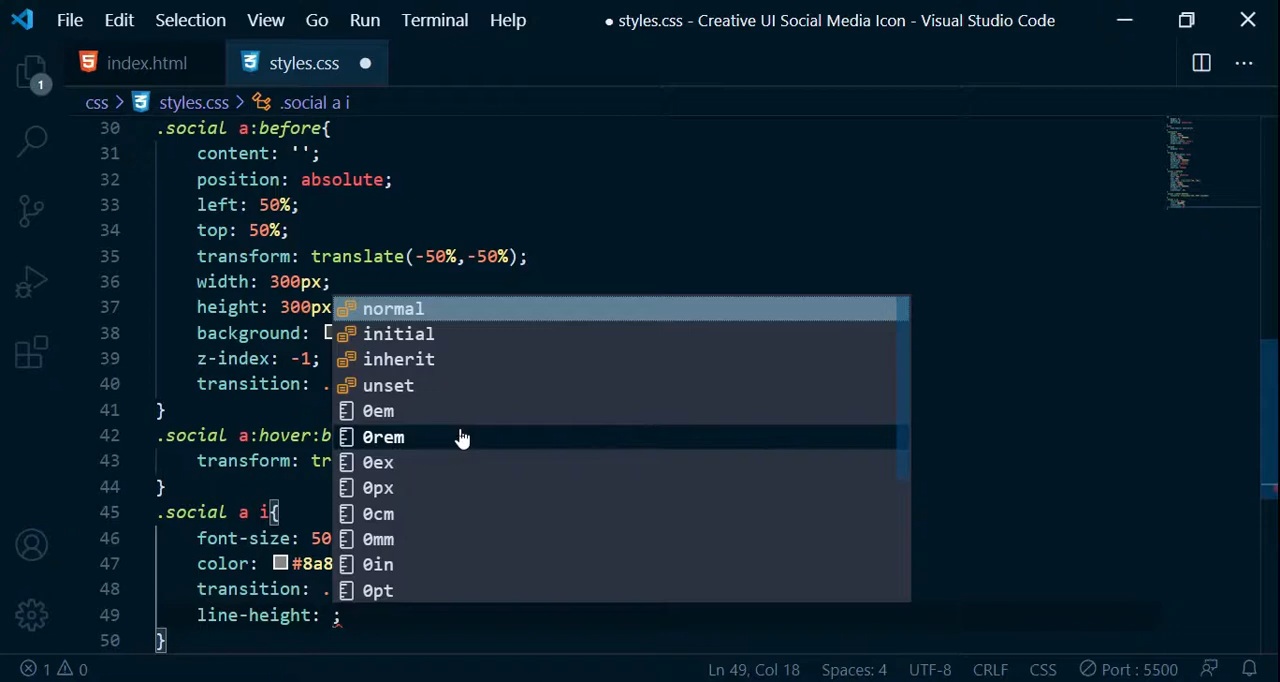 File Edit Selection View Go Run Terminal Help ● styles.css - Creative UI Social Media Icon - Visual Studio Code
index.html styles.css
1
css > styles.css > .social a i
30 .social a:before{
31 content: '';
32 position: absolute;
33 left: 50%;
34 top: 50%;
35 transform: translate(-50%,-50%);
36 width: 300px;
37 height: 300px
38 background:
39 z-index: -1;
40 transition: .
41 }
42 .social a:hover:b
43 transform: tr
44 }
45 .social a i{
46 font-size: 50
47 color: #8a8
48 transition: .
49 line-height: ;
50 }
normal
initial
inherit
unset
0em
0rem
0ex
0px
0cm
0mm
0in
0pt
1 0 Ln 49, Col 18 Spaces: 4 UTF-8 CRLF CSS Port : 5500